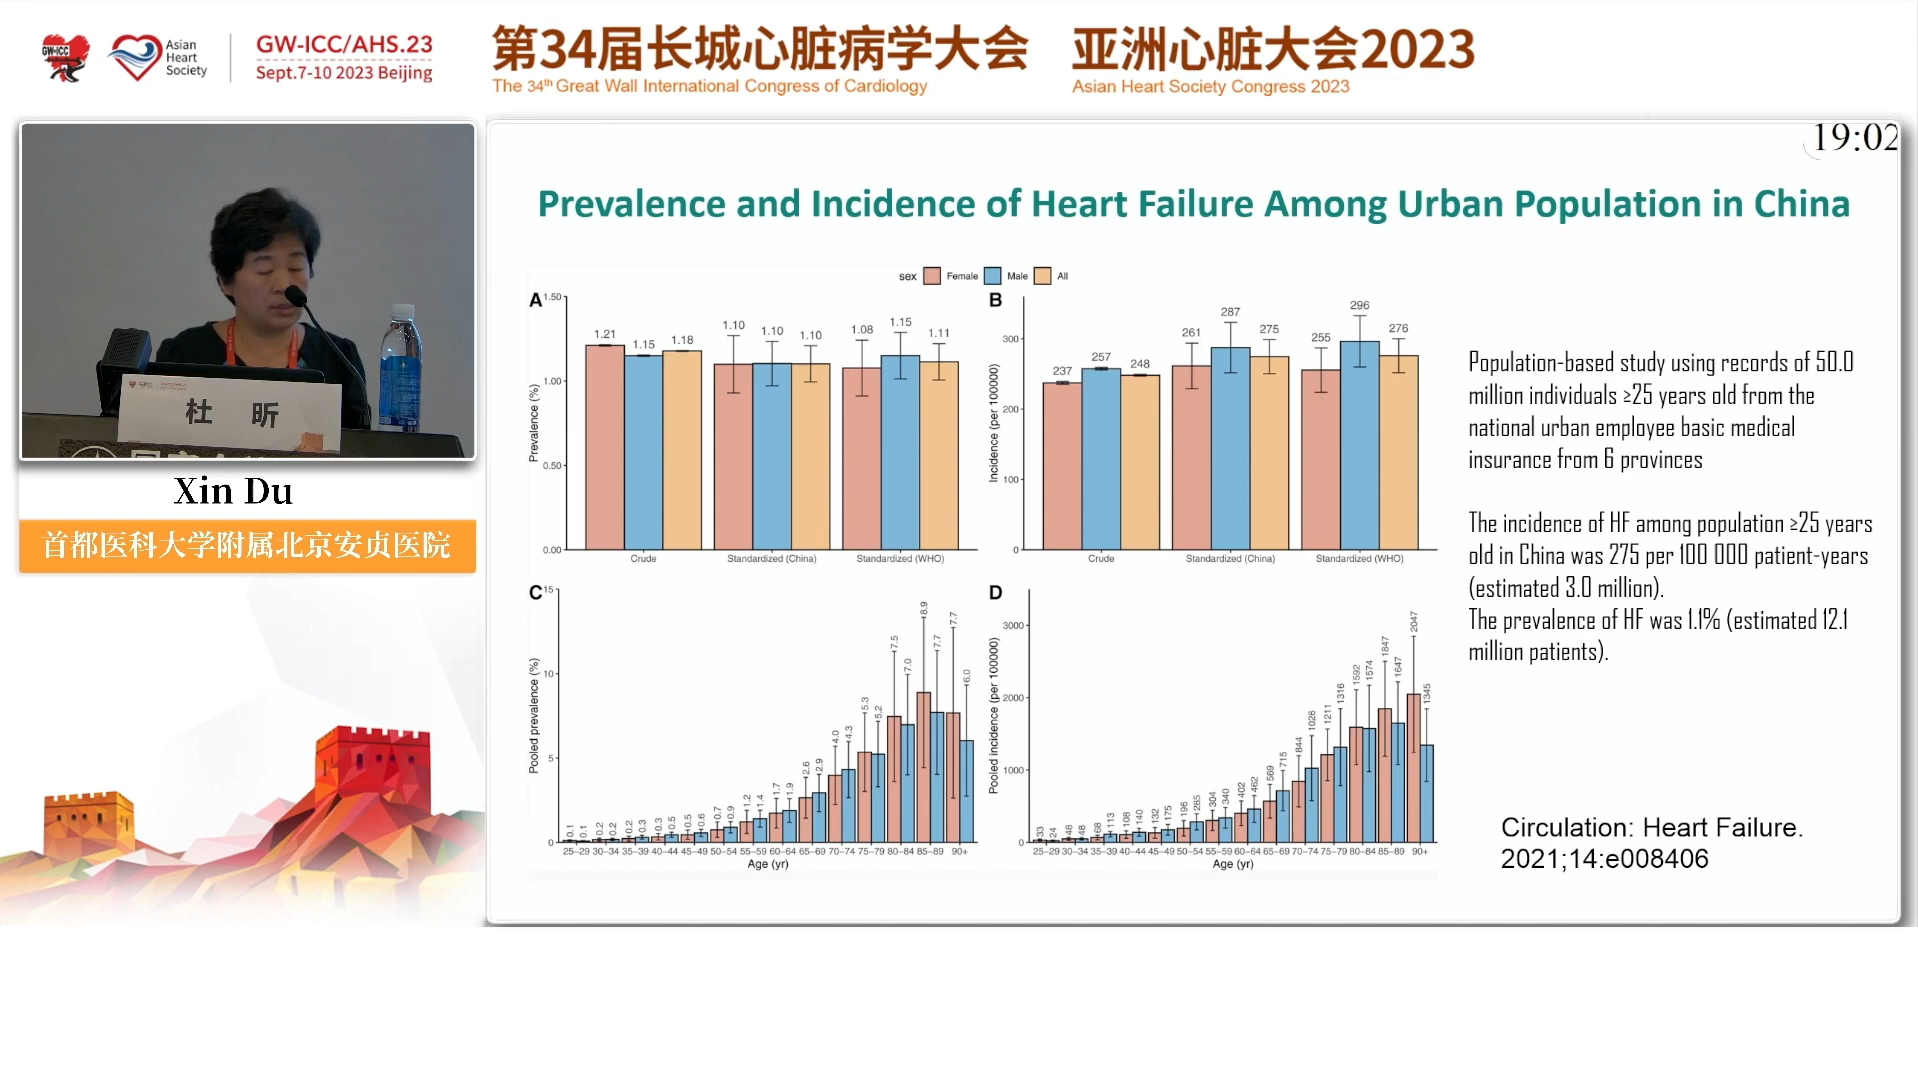 GW-ICC
Asian
Heart
Society
GW-ICC/AHS.23
Sept.7-10 2023 Beijing
第34届长城心脏病学大会
The 34th Great Wall International Congress of Cardiology
亚洲心脏大会2023
Asian Heart Society Congress 2023
杜 昕
Xin Du
首都医科大学附属北京安贞医院
19:02
Prevalence and Incidence of Heart Failure Among Urban Population in China
sex Female Male All
A
Prevalence (%)
1.50
1.00
0.50
0.00
1.21 1.15 1.18
1.10 1.10 1.10
1.08 1.15 1.11
Crude Standardized (China) Standardized (WHO)
B
Incidence (per 100000)
300
200
100
0
237 257 248
261 287 275
255 296 276
Crude Standardized (China) Standardized (WHO)
C
Pooled prevalence (%)
15
10
5
0
0.1 0.1 0.2 0.2 0.2 0.3 0.3 0.5 0.5 0.6 0.7 0.9 1.2 1.4 1.7 1.9 2.6 2.9 4.0 4.3 5.3 5.2 7.5 7.0 8.9 7.7 7.7 6.0
25–29 30–34 35–39 40–44 45–49 50–54 55–59 60–64 65–69 70–74 75–79 80–84 85–89 90+
Age (yr)
D
Pooled incidence (per 100000)
3000
2000
1000
0
33 24 48 48 68 113 108 140 132 175 196 285 304 340 402 462 569 715 844 1026 1211 1316 1592 1574 1847 1647 2047 1345
25–29 30–34 35–39 40–44 45–49 50–54 55–59 60–64 65–69 70–74 75–79 80–84 85–89 90+
Age (yr)
Population-based study using records of 50.0
million individuals ≥25 years old from the
national urban employee basic medical
insurance from 6 provinces
The incidence of HF among population ≥25 years
old in China was 275 per 100 000 patient-years
(estimated 3.0 million).
The prevalence of HF was 1.1% (estimated 12.1
million patients).
Circulation: Heart Failure.
2021;14:e008406